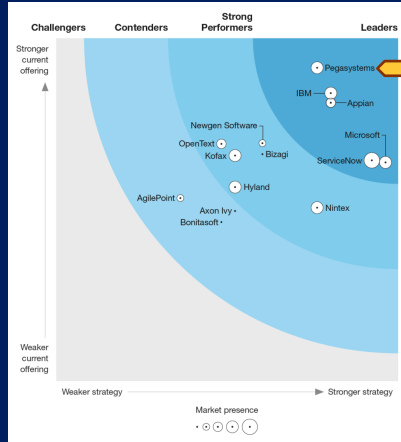 Challengers
Contenders
Strong
Performers
Leaders
Stronger
current
offering
Pegasystems
IBM
Appian
Newgen Software
Microsoft
OpenText
Bizagi
Kofax
ServiceNow
Hyland
AgilePoint
Nintex
Axon Ivy
Bonitasoft
Weaker
current
offering
Weaker strategy
Stronger strategy
Market presence